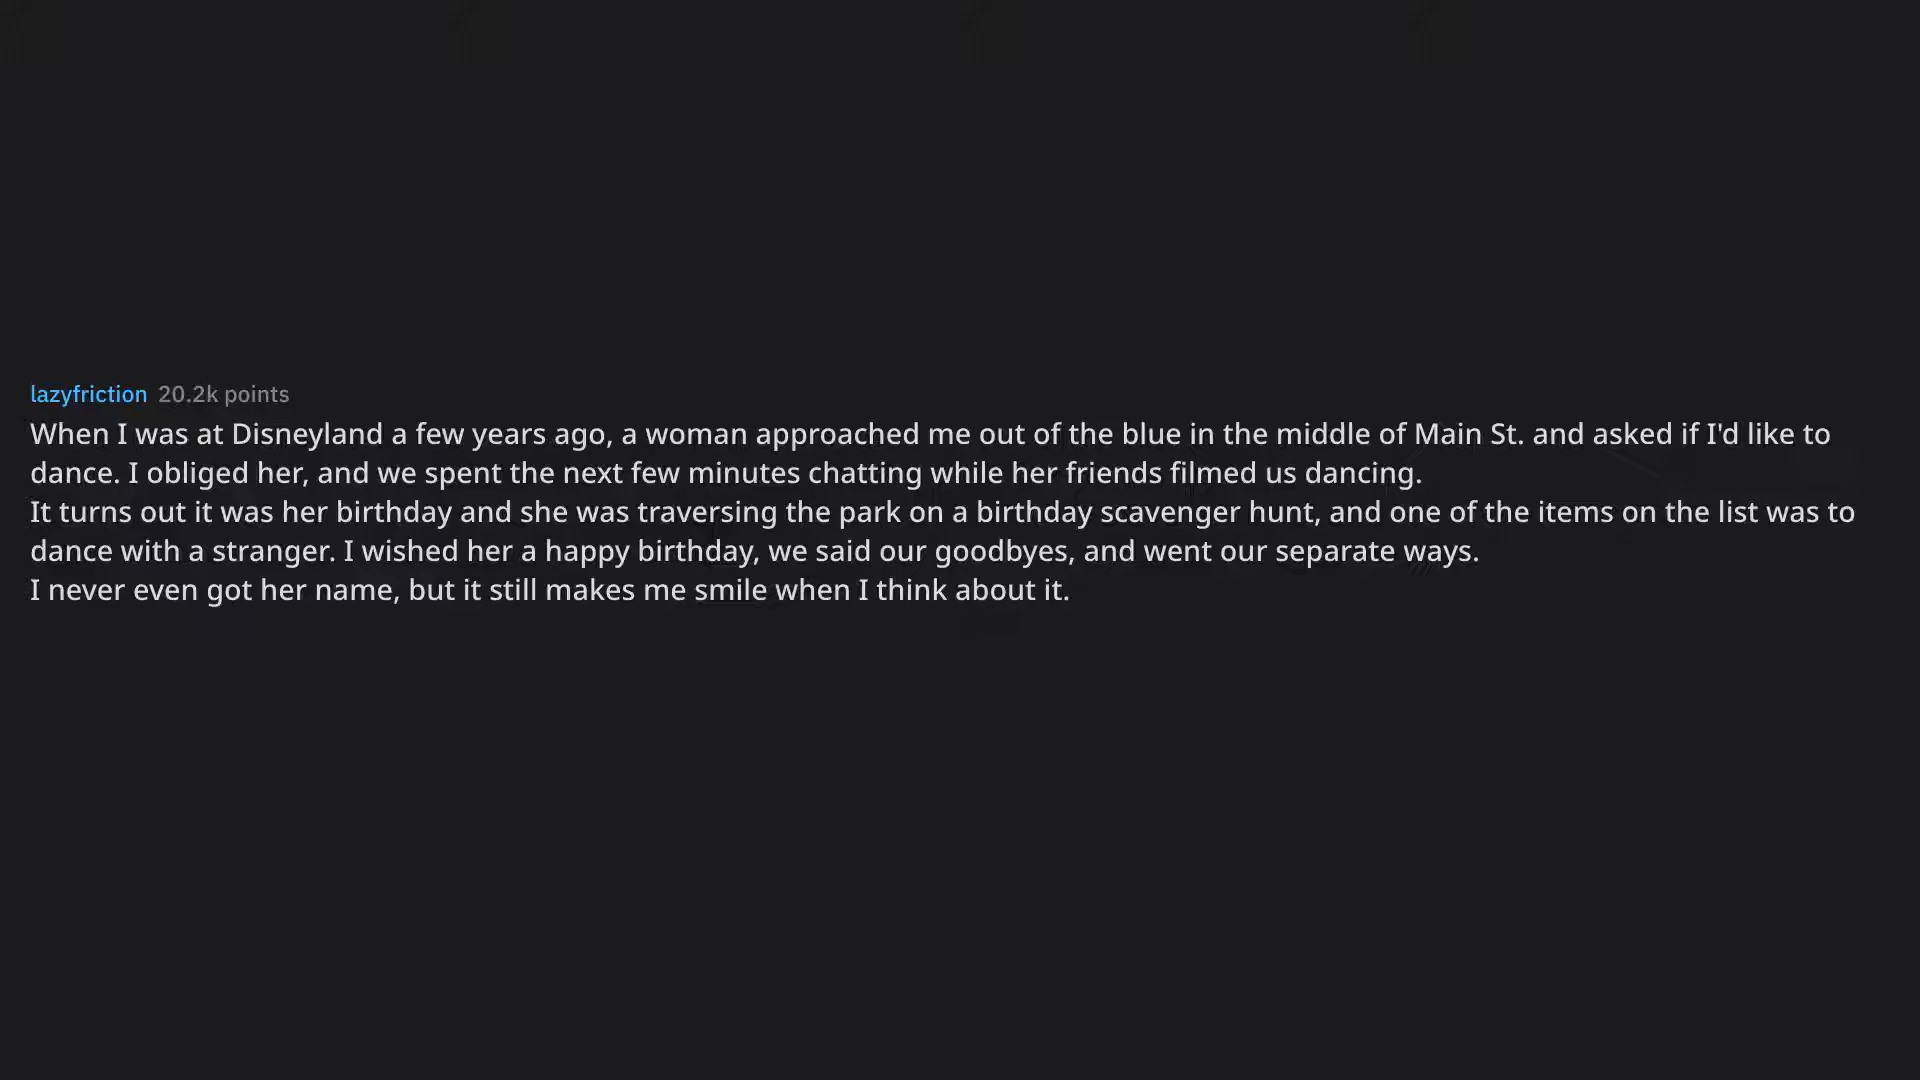 lazyfriction 20.2k points
When I was at Disneyland a few years ago, a woman approached me out of the blue in the middle of Main St. and asked if I'd like to
dance. I obliged her, and we spent the next few minutes chatting while her friends filmed us dancing.
It turns out it was her birthday and she was traversing the park on a birthday scavenger hunt, and one of the items on the list was to
dance with a stranger. I wished her a happy birthday, we said our goodbyes, and went our separate ways.
I never even got her name, but it still makes me smile when I think about it.